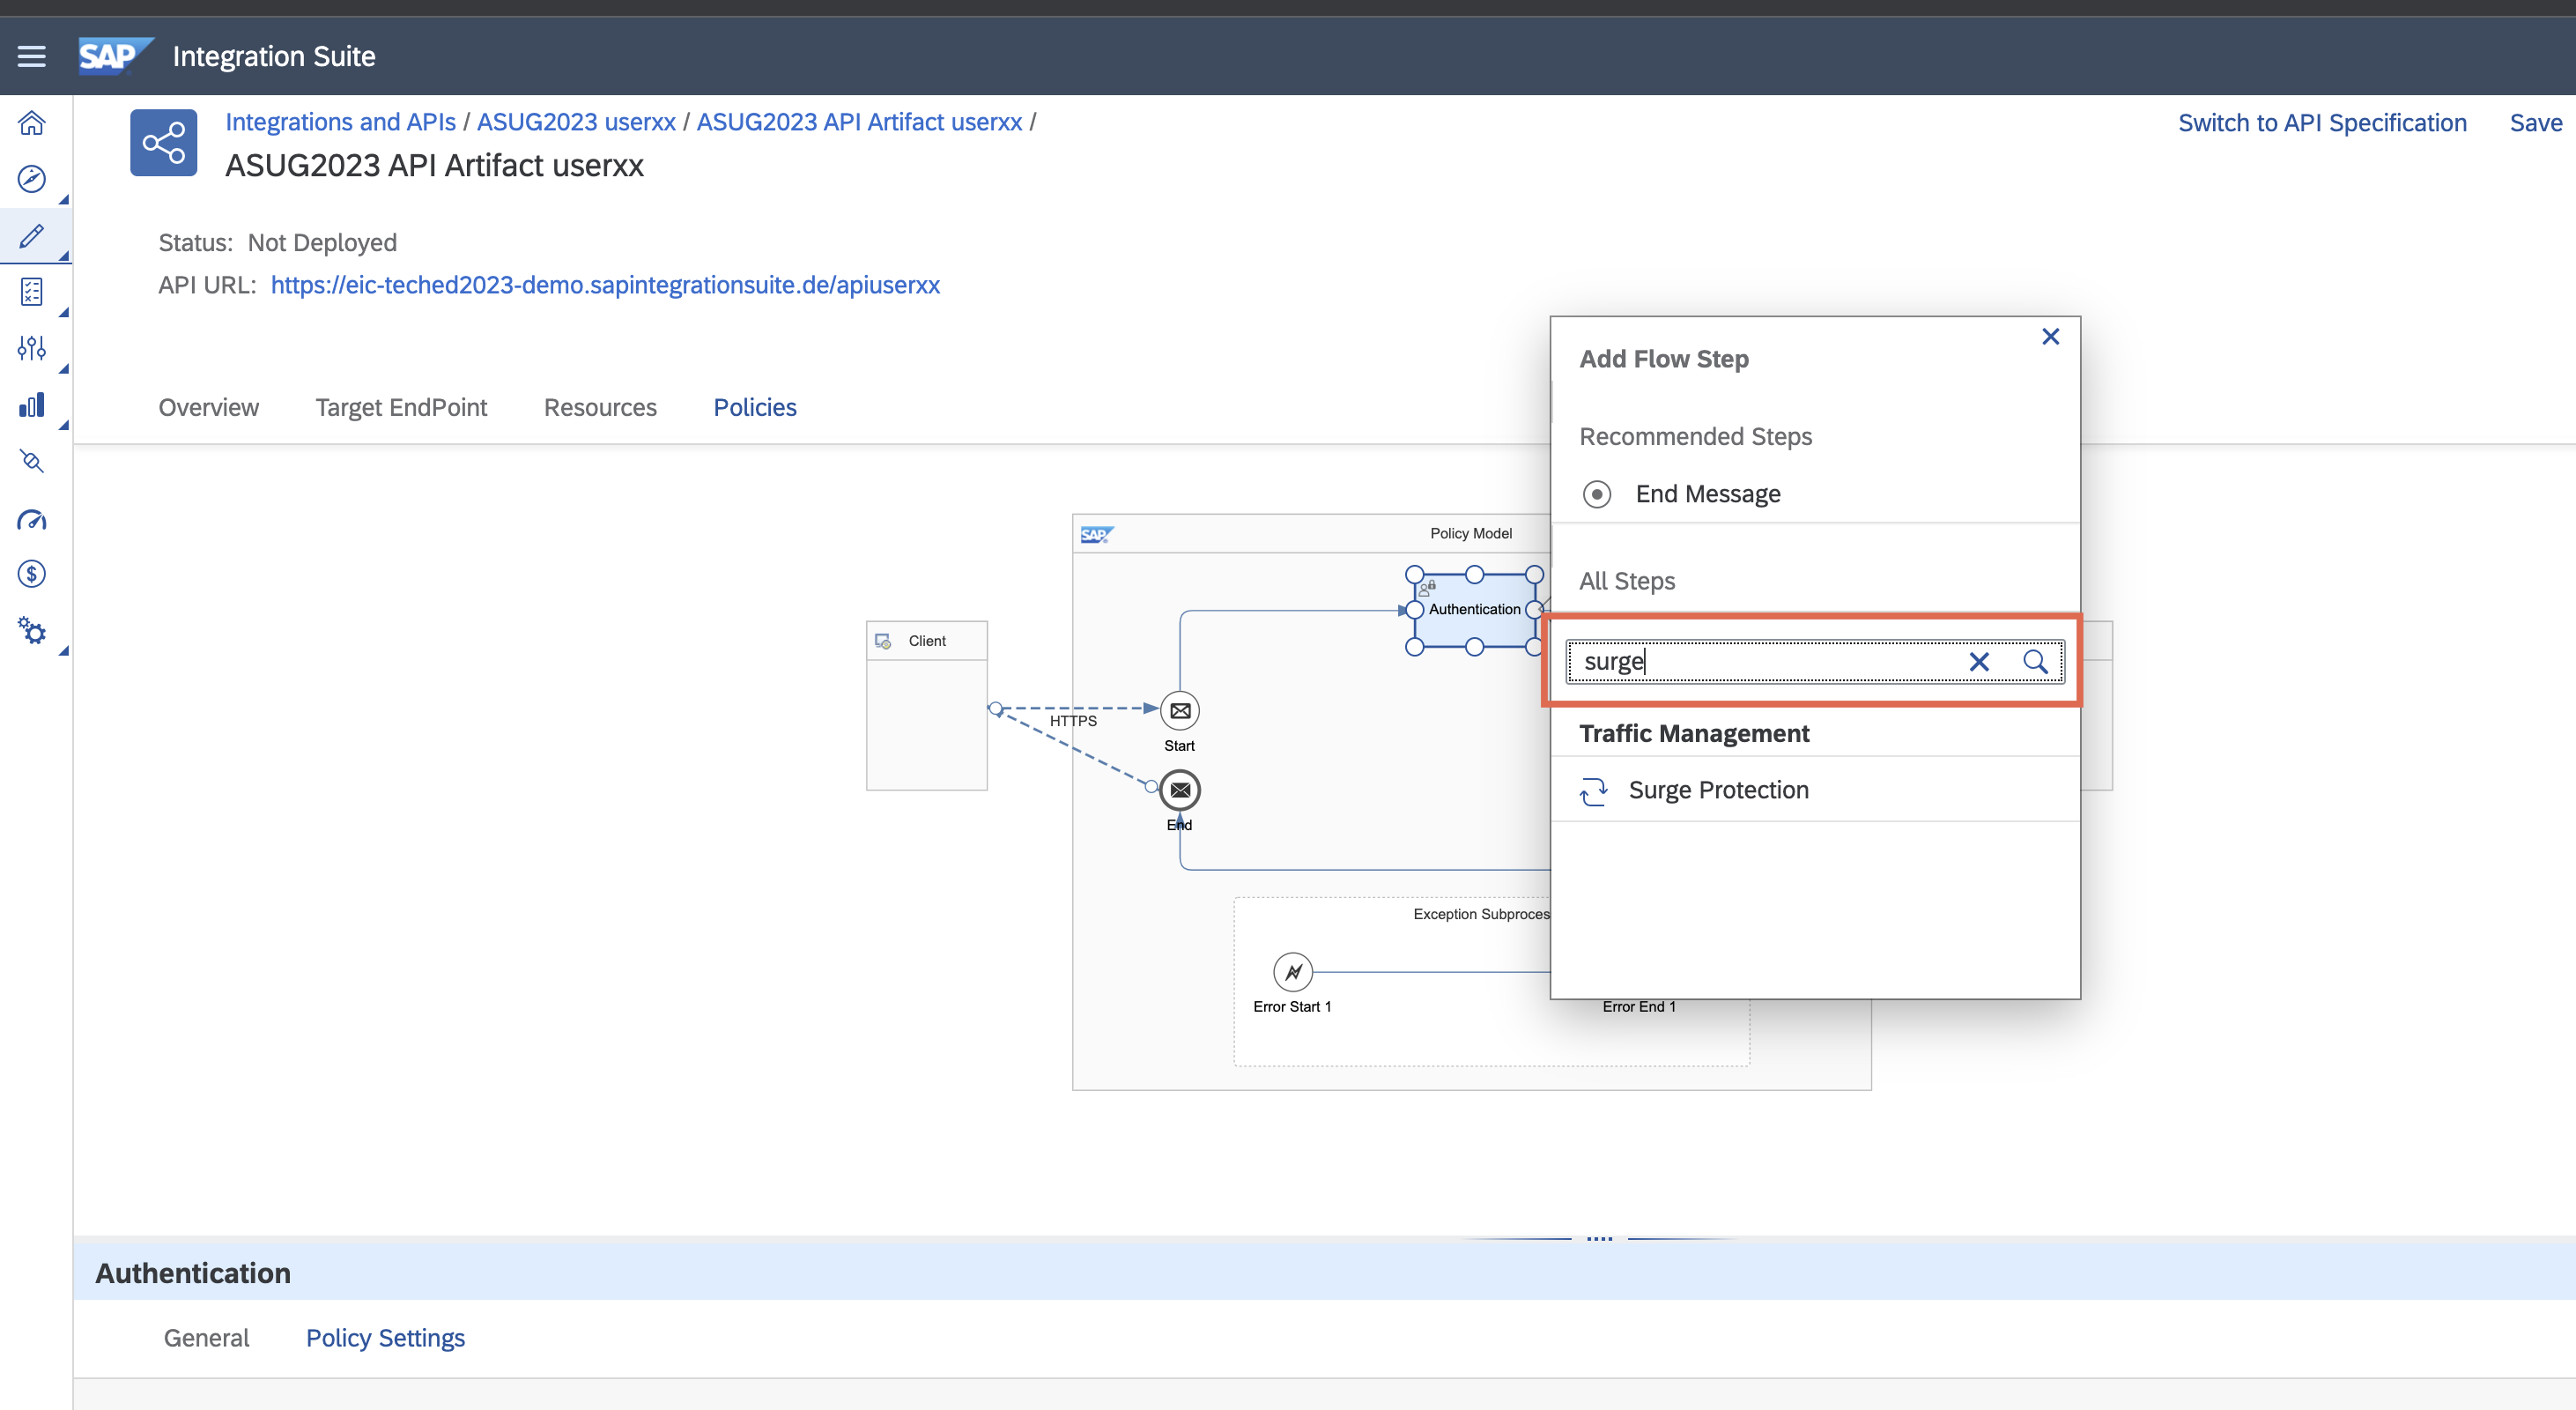 SAP Integration Suite
Integrations and APIs / ASUG2023 userxx / ASUG2023 API Artifact userxx /
Switch to API Specification
Save
ASUG2023 API Artifact userxx
Status: Not Deployed
API URL: https://eic-teched2023-demo.sapintegrationsuite.de/apiuserxx
Overview
Target EndPoint
Resources
Policies
Add Flow Step
Recommended Steps
End Message
All Steps
surge
Traffic Management
Surge Protection
SAP
Policy Model
Authentication
Client
HTTPS
Start
End
Exception Subproces
Error Start 1
Error End 1
Authentication
General
Policy Settings